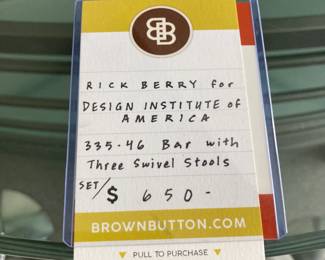 BB
RICK BERRY for
DESIGN INSTITUTE of
AMERICA
335-46 Bar with
Three Swivel Stools
SET/$ 650-
BROWNBUTTON.COM
▼ PULL TO PURCHASE ▼